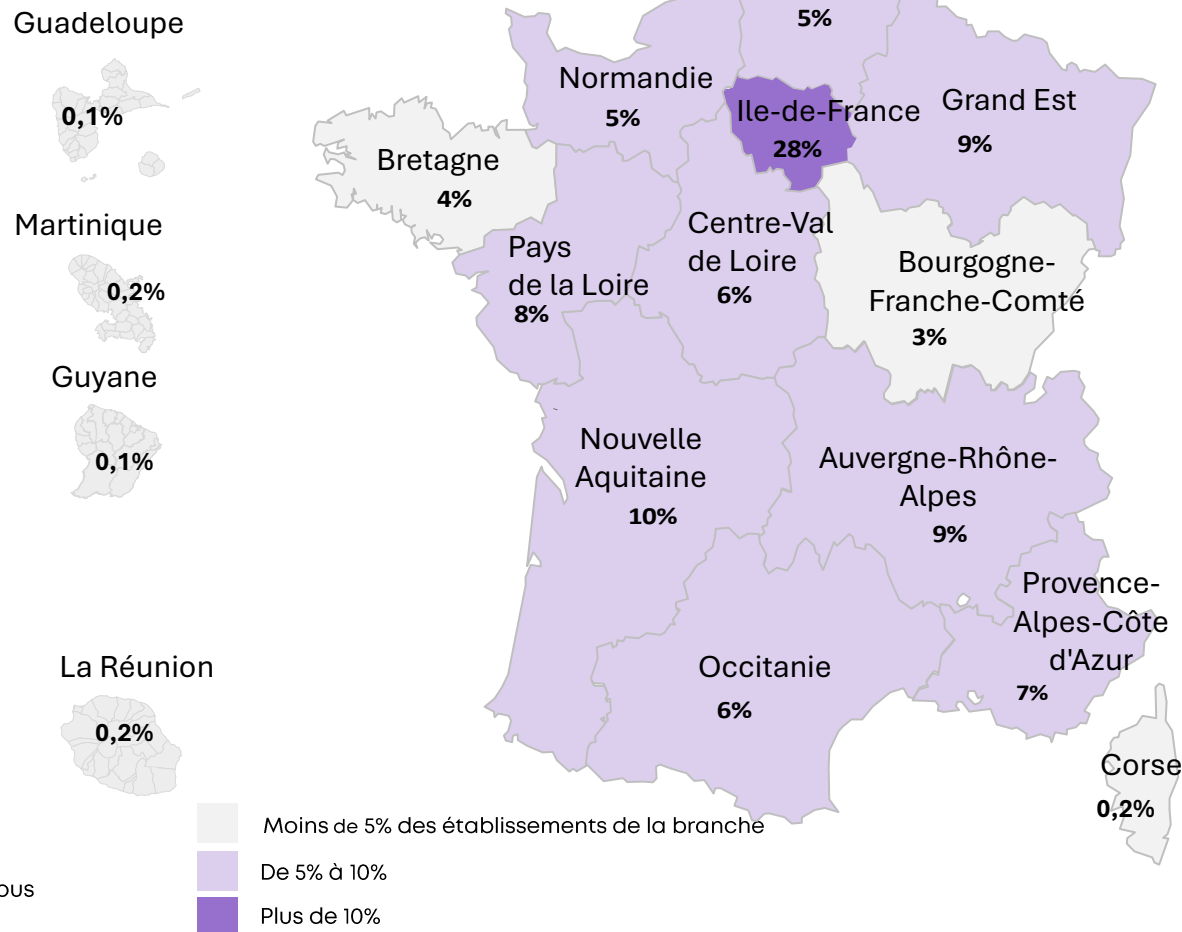 Guadeloupe
0,1%
Martinique
0,2%
Guyane
0,1%
La Réunion
0,2%
5%
Normandie
5%
Ile-de-France
28%
Grand Est
9%
Bretagne
4%
Pays
de la Loire
8%
Centre-Val
de Loire
6%
Bourgogne-
Franche-Comté
3%
Nouvelle
Aquitaine
10%
Auvergne-Rhône-
Alpes
9%
Provence-
Alpes-Côte
d'Azur
7%
Occitanie
6%
Corse
0,2%
Moins de 5% des établissements de la branche
De 5% à 10%
Plus de 10%